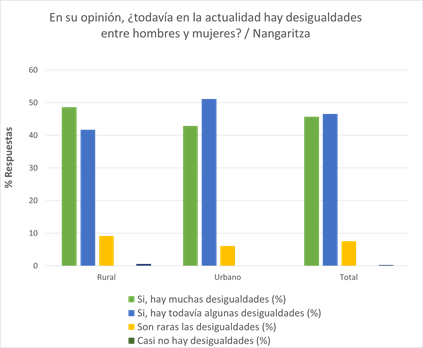 En su opinión, ¿todavía en la actualidad hay desigualdades
entre hombres y mujeres? / Nangaritza
60
50
40
30
20
10
0
% Respuestas
Rural
Urbano
Total
Si, hay muchas desigualdades (%)
Si, hay todavía algunas desigualdades (%)
Son raras las desigualdades (%)
Casi no hay desigualdades (%)